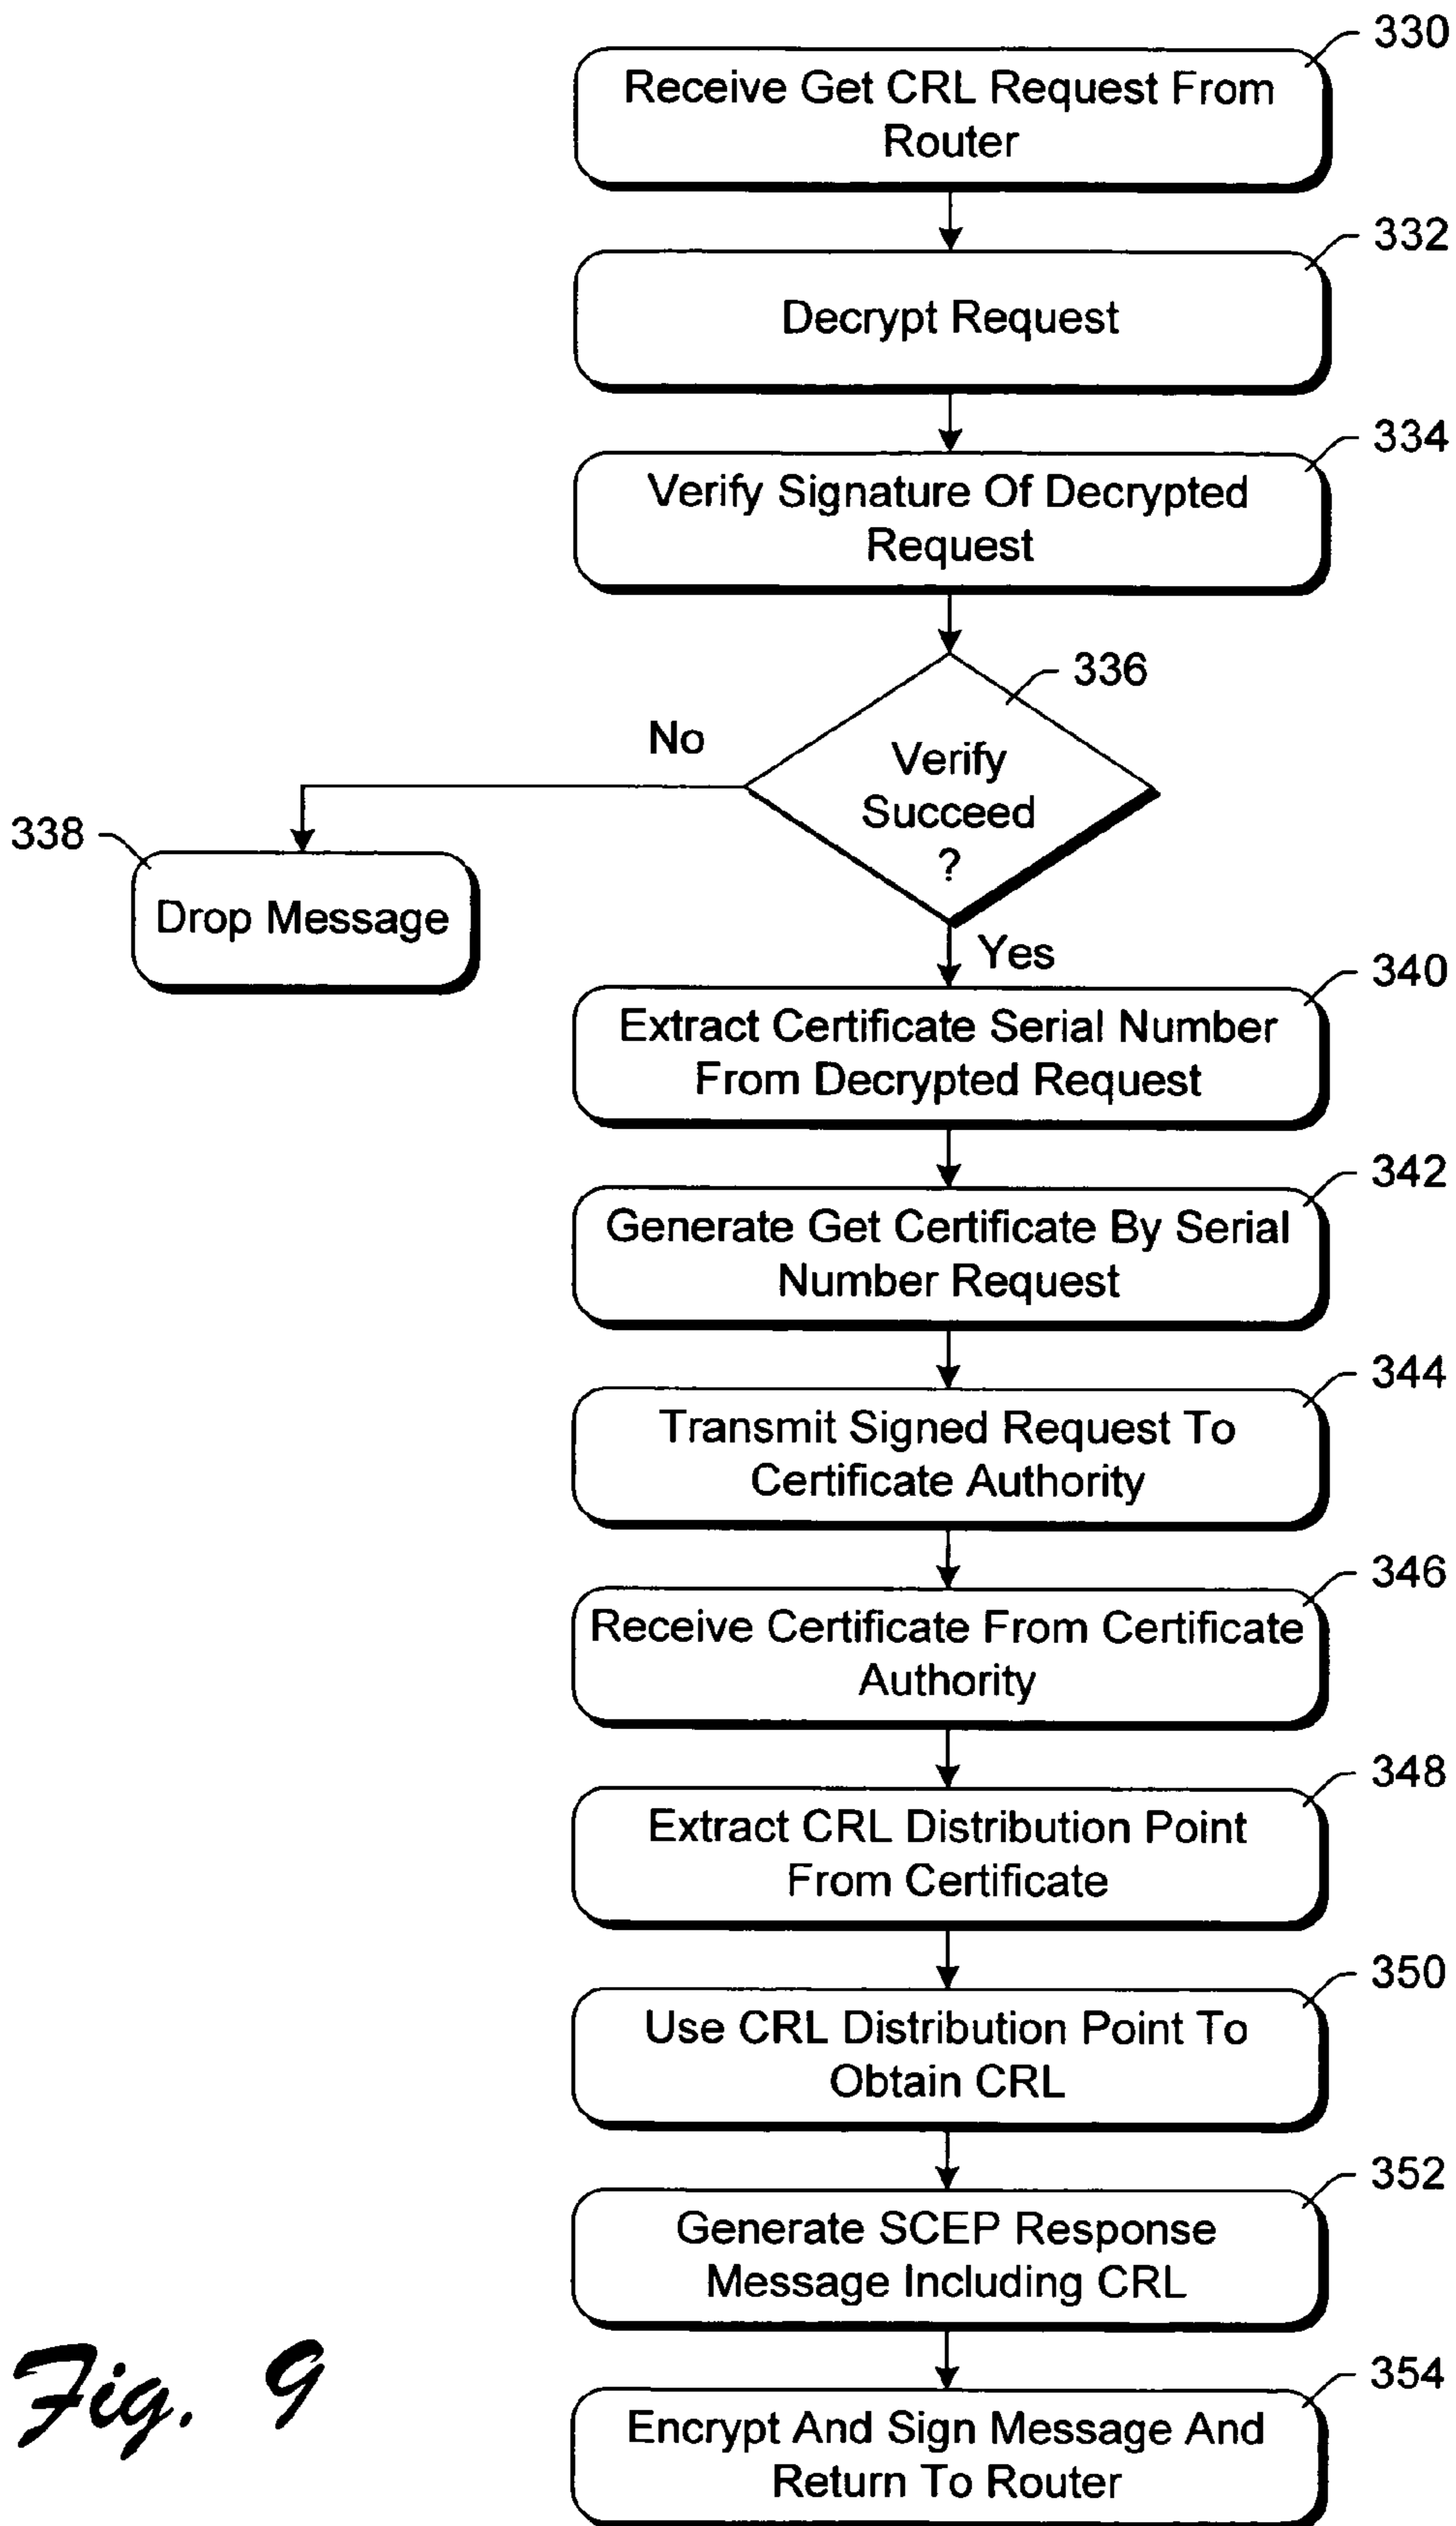 330
Receive Get CRL Request From
Router
332
Decrypt Request
334
Verify Signature Of Decrypted
Request
336
Verify
Succeed
?
No
338
Drop Message
Yes
340
Extract Certificate Serial Number
From Decrypted Request
342
Generate Get Certificate By Serial
Number Request
344
Transmit Signed Request To
Certificate Authority
346
Receive Certificate From Certificate
Authority
348
Extract CRL Distribution Point
From Certificate
350
Use CRL Distribution Point To
Obtain CRL
352
Generate SCEP Response
Message Including CRL
354
Encrypt And Sign Message And
Return To Router
Fig. 9